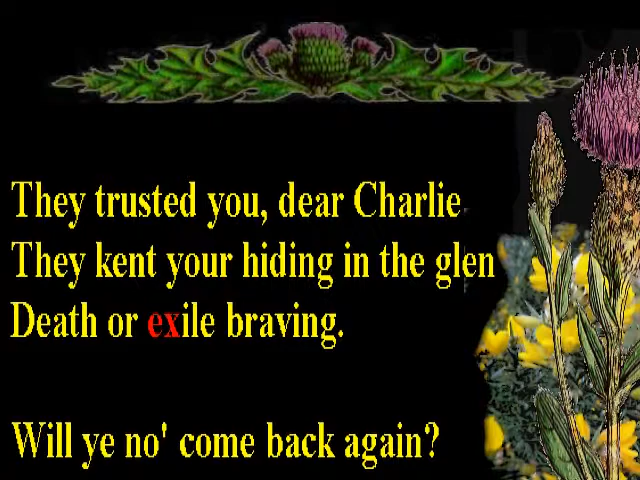 They trusted you, dear Charlie
They kent your hiding in the glen
Death or exile braving.
Will ye no' come back again?